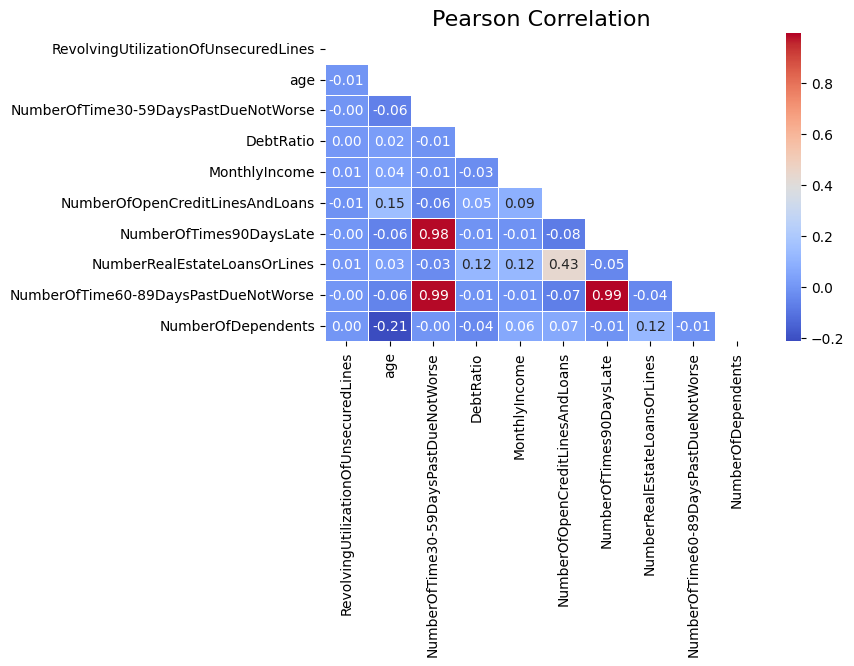 Pearson Correlation
RevolvingUtilizationOfUnsecuredLines
age -0.01
NumberOfTime30-59DaysPastDueNotWorse -0.00 -0.06
DebtRatio 0.00 0.02 -0.01
MonthlyIncome 0.01 0.04 -0.01 -0.03
NumberOfOpenCreditLinesAndLoans -0.01 0.15 -0.06 0.05 0.09
NumberOfTimes90DaysLate -0.00 -0.06 0.98 -0.01 -0.01 -0.08
NumberRealEstateLoansOrLines 0.01 0.03 -0.03 0.12 0.12 0.43 -0.05
NumberOfTime60-89DaysPastDueNotWorse -0.00 -0.06 0.99 -0.01 -0.01 -0.07 0.99 -0.04
NumberOfDependents 0.00 -0.21 -0.00 -0.04 0.06 0.07 -0.01 0.12 -0.01
RevolvingUtilizationOfUnsecuredLines
age
NumberOfTime30-59DaysPastDueNotWorse
DebtRatio
MonthlyIncome
NumberOfOpenCreditLinesAndLoans
NumberOfTimes90DaysLate
NumberRealEstateLoansOrLines
NumberOfTime60-89DaysPastDueNotWorse
NumberOfDependents
0.8
0.6
0.4
0.2
0.0
−0.2